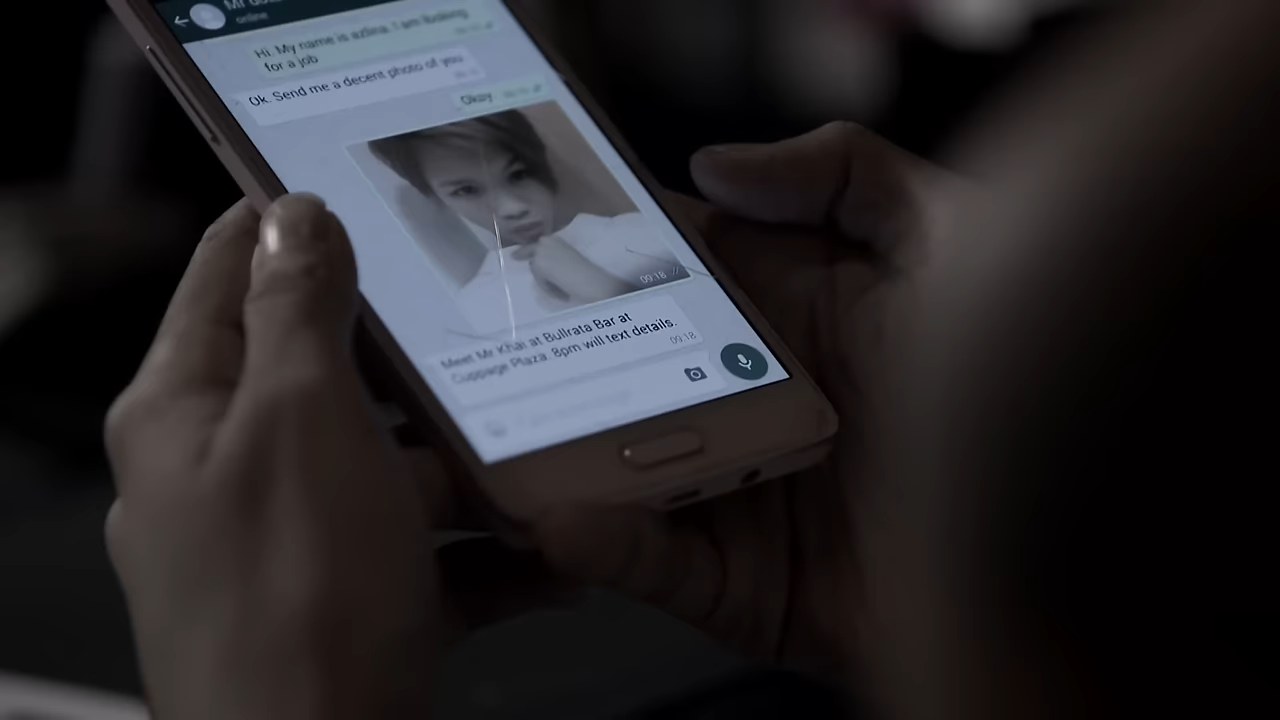 online
Hi. My name is azlina. I am looking
for a job
Ok. Send me a decent photo of you
Okay
09:18
Meet Mr Khai at Bullrata Bar at
Cuppage Plaza. 8pm will text details.
09:18